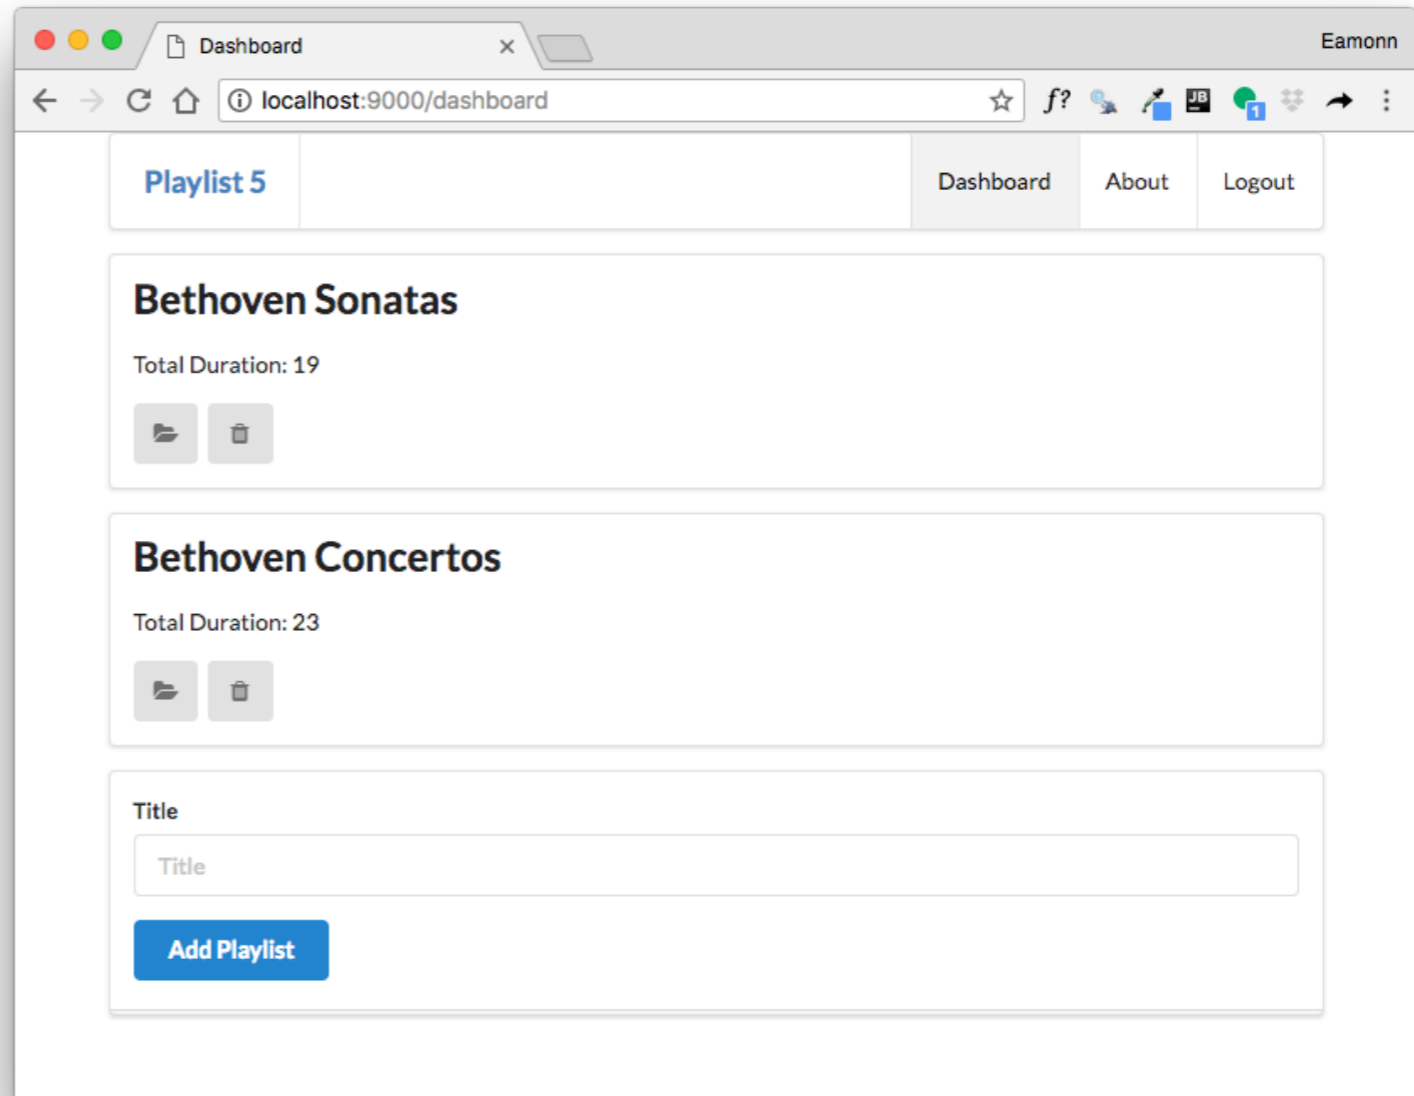 Dashboard
Eamonn
localhost:9000/dashboard
f?
JB
1
Playlist 5
Dashboard
About
Logout
Bethoven Sonatas
Total Duration: 19
Bethoven Concertos
Total Duration: 23
Title
Title
Add Playlist